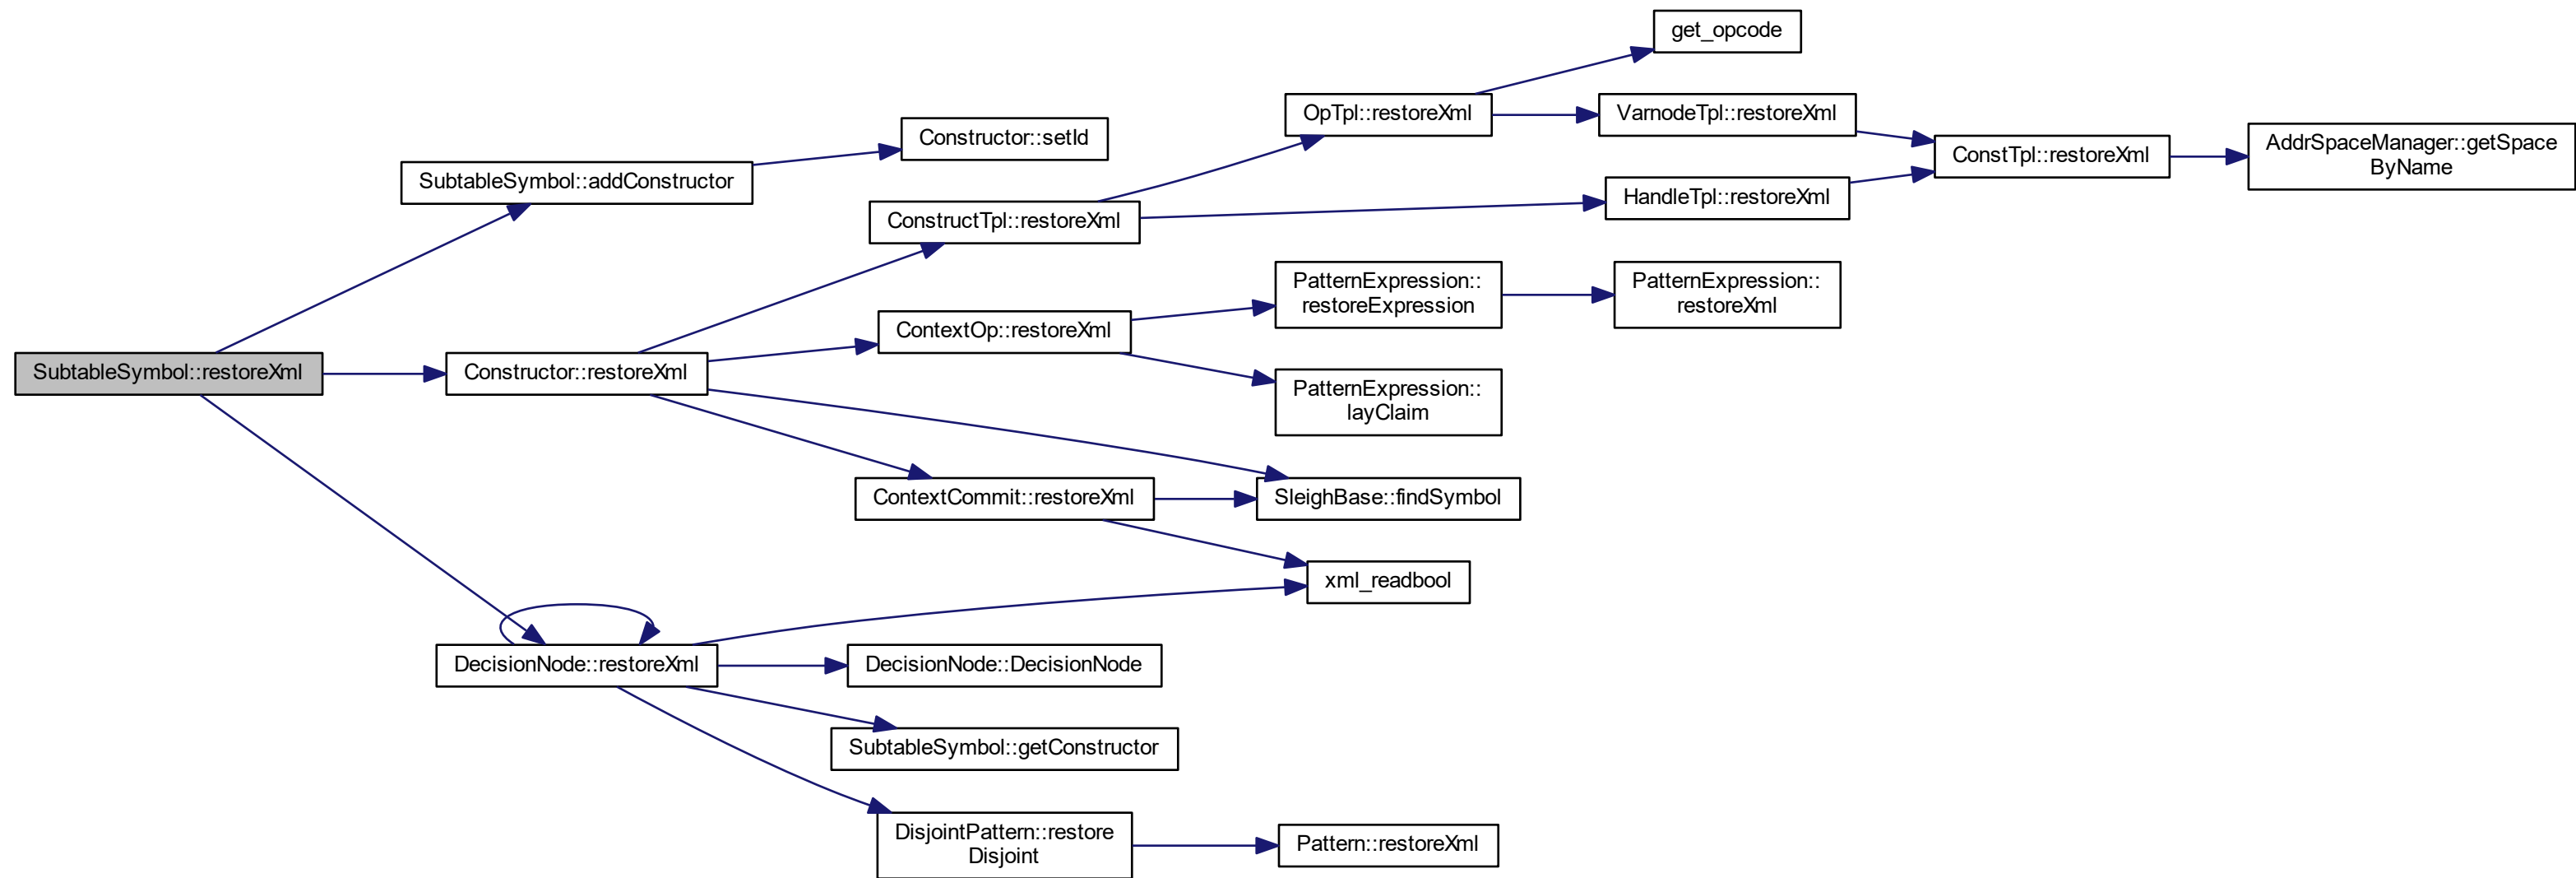 get_opcode
OpTpl::restoreXml
VarnodeTpl::restoreXml
Constructor::setId
ConstTpl::restoreXml
AddrSpaceManager::getSpace
ByName
SubtableSymbol::addConstructor
HandleTpl::restoreXml
ConstructTpl::restoreXml
PatternExpression::
restoreExpression
PatternExpression::
restoreXml
ContextOp::restoreXml
SubtableSymbol::restoreXml
Constructor::restoreXml
PatternExpression::
layClaim
ContextCommit::restoreXml
SleighBase::findSymbol
xml_readbool
DecisionNode::restoreXml
DecisionNode::DecisionNode
SubtableSymbol::getConstructor
DisjointPattern::restore
Disjoint
Pattern::restoreXml